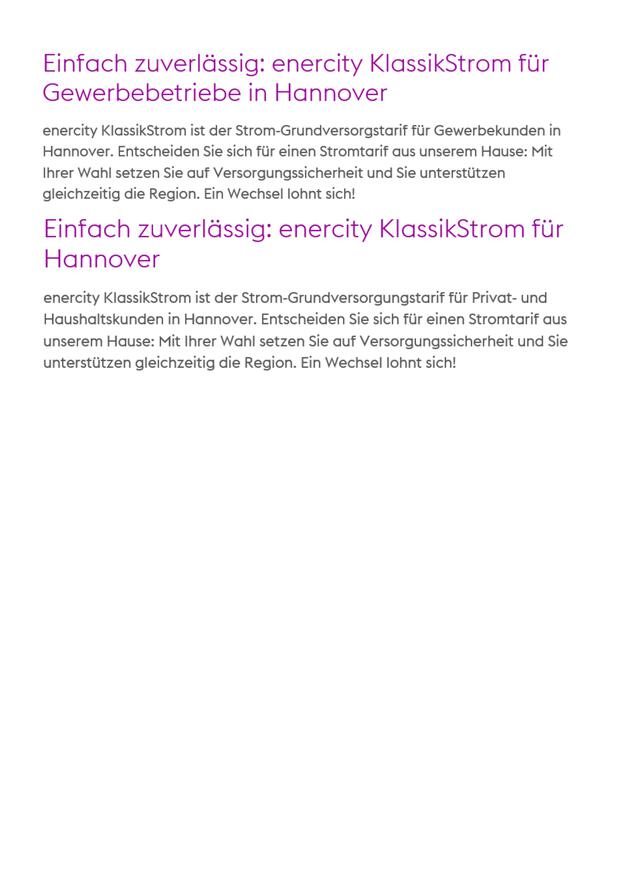 Einfach zuverlässig: enercity KlassikStrom für
Gewerbebetriebe in Hannover
enercity KlassikStrom ist der Strom-Grundversorgstarif für Gewerbekunden in
Hannover. Entscheiden Sie sich für einen Stromtarif aus unserem Hause: Mit
Ihrer Wahl setzen Sie auf Versorgungssicherheit und Sie unterstützen
gleichzeitig die Region. Ein Wechsel lohnt sich!
Einfach zuverlässig: enercity KlassikStrom für
Hannover
enercity KlassikStrom ist der Strom-Grundversorgungstarif für Privat- und
Haushaltskunden in Hannover. Entscheiden Sie sich für einen Stromtarif aus
unserem Hause: Mit Ihrer Wahl setzen Sie auf Versorgungssicherheit und Sie
unterstützen gleichzeitig die Region. Ein Wechsel lohnt sich!